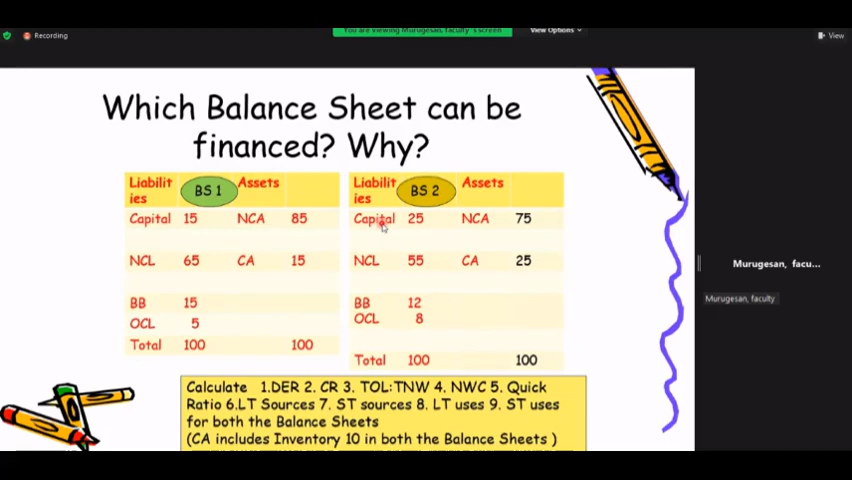 Recording
You are viewing Murugesan, faculty 's screen
View Options
View
Which Balance Sheet can be
financed? Why?
Liabilit
ies
BS 1
Assets
Capital 15 NCA 85
NCL 65 CA 15
BB 15
OCL 5
Total 100 100
Liabilit
ies
BS 2
Assets
Capital 25 NCA 75
NCL 55 CA 25
BB 12
OCL 8
Total 100 100
Calculate 1.DER 2. CR 3. TOL:TNW 4. NWC 5. Quick
Ratio 6.LT Sources 7. ST sources 8. LT uses 9. ST uses
for both the Balance Sheets
(CA includes Inventory 10 in both the Balance Sheets )
Murugesan, facu...
Murugesan, faculty